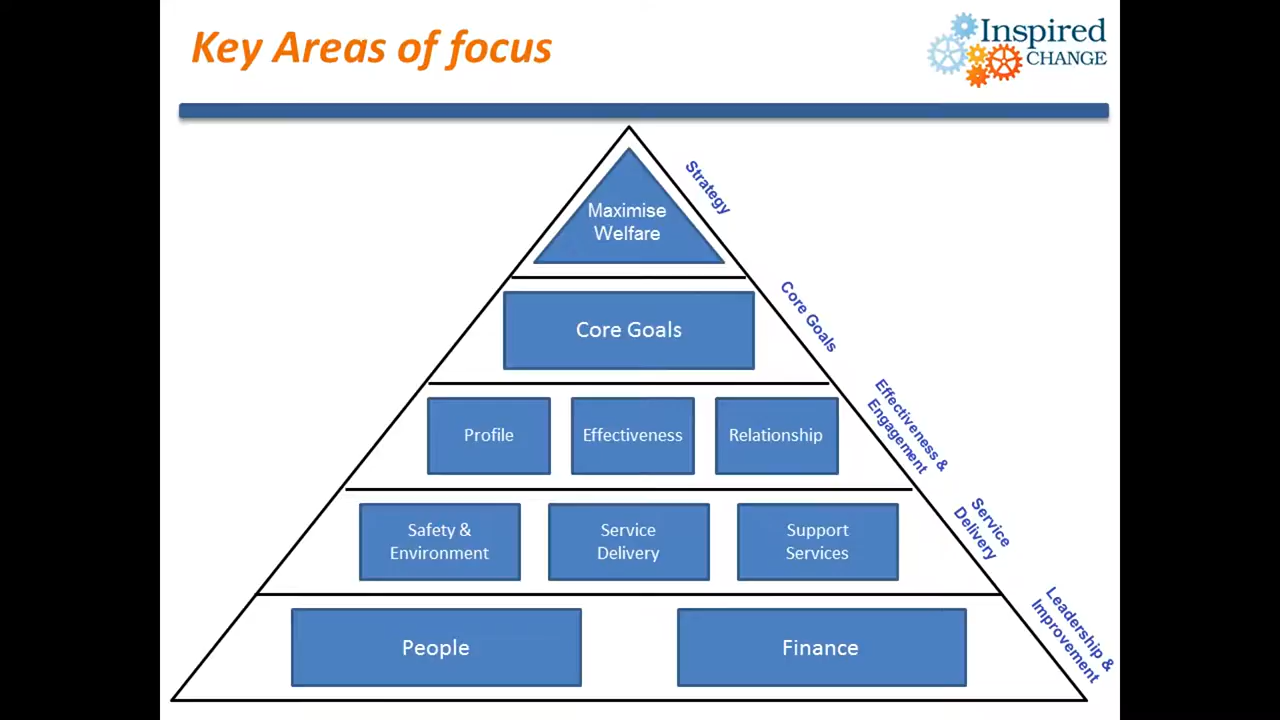 Key Areas of focus
Inspired
CHANGE
Strategy
Maximise
Welfare
Core Goals
Core Goals
Effectiveness &
Engagement
Profile
Effectiveness
Relationship
Service
Delivery
Safety &
Environment
Service
Delivery
Support
Services
Leadership &
Improvement
People
Finance